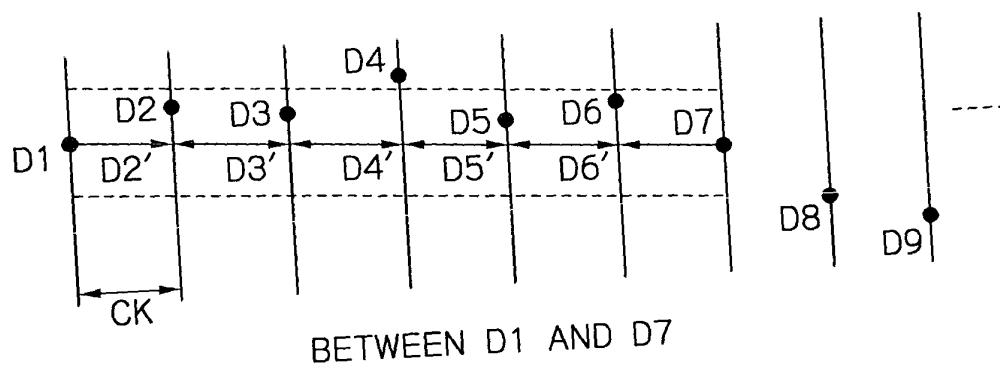 D4
D2 D3 D5 D6 D7
D1 D2′ D3′ D4′ D5′ D6′
D8 D9
CK
BETWEEN D1 AND D7